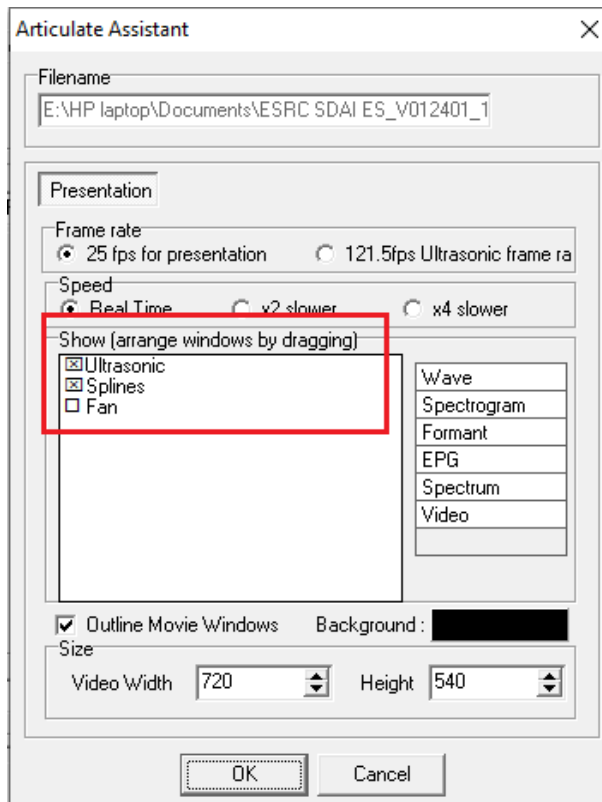 Articulate Assistant
Filename
E:\HP laptop\Documents\ESRC SDAI ES_V012401_1
Presentation
Frame rate
25 fps for presentation 121.5fps Ultrasonic frame ra
Speed
Real Time x2 slower x4 slower
Show (arrange windows by dragging)
Ultrasonic
Splines
Fan
Wave
Spectrogram
Formant
EPG
Spectrum
Video
Outline Movie Windows Background :
Size
Video Width 720 Height 540
OK Cancel